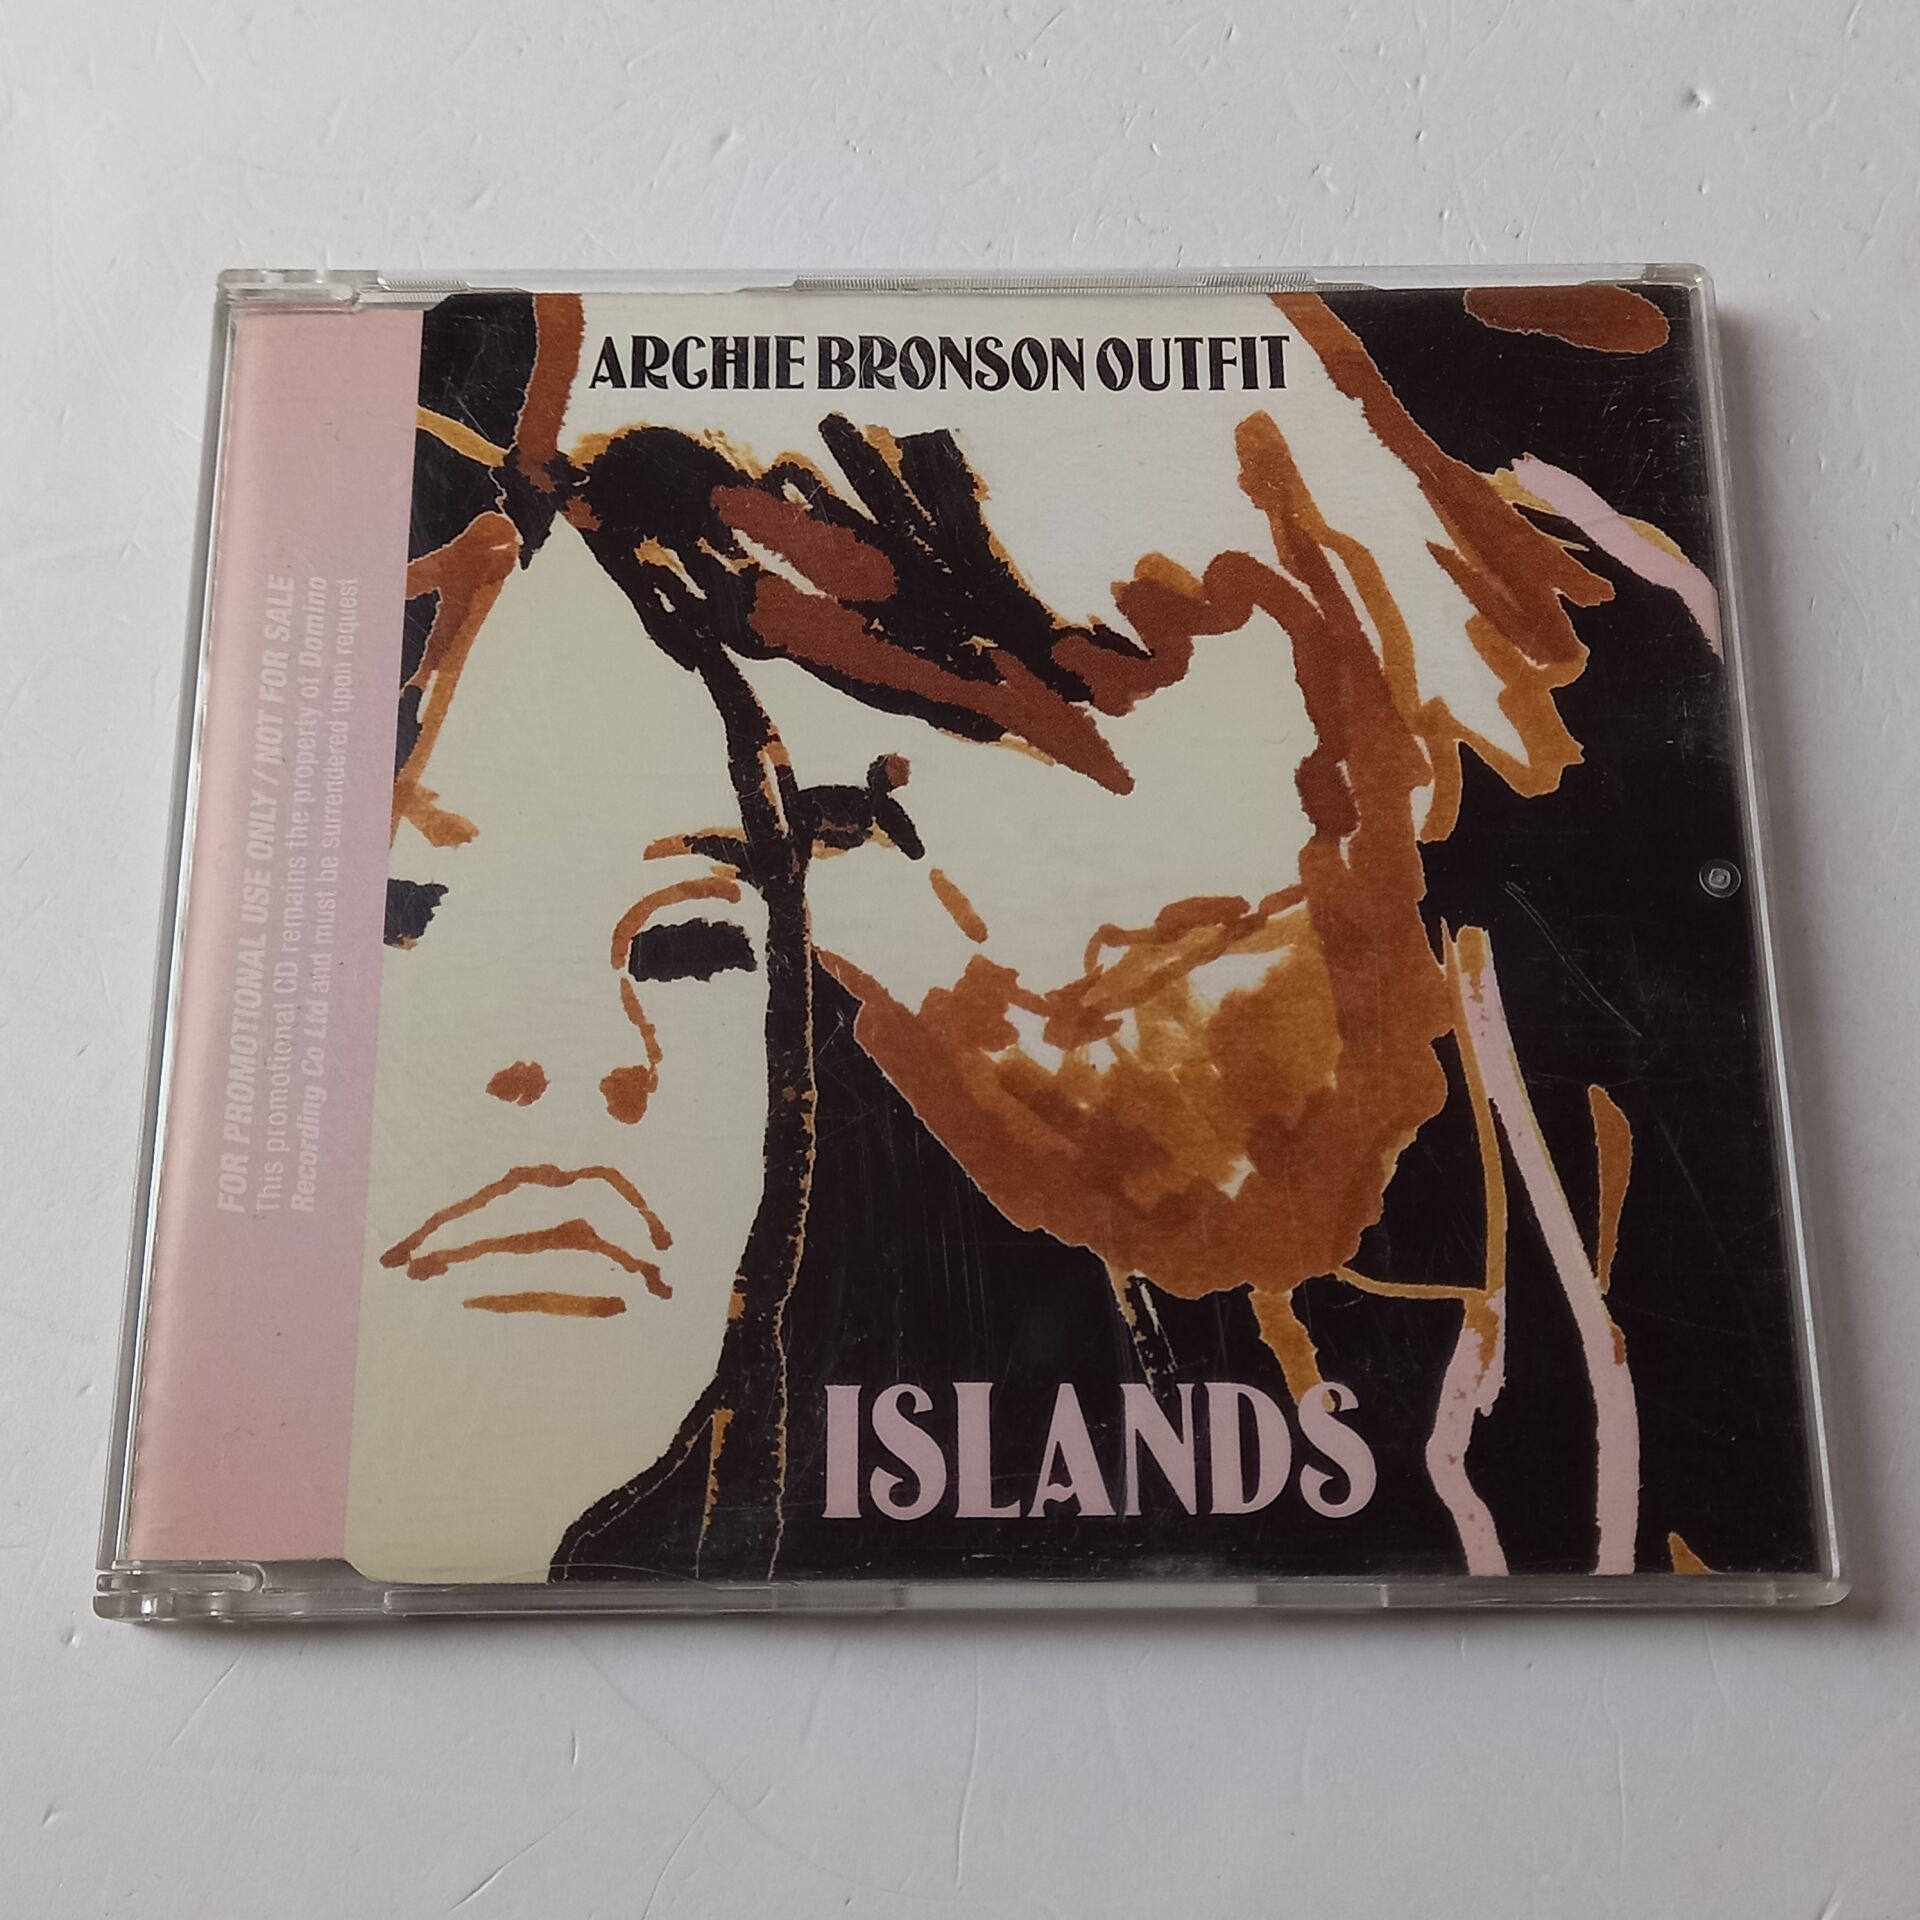 ARCHIE BRONSON OUTFIT
FOR PROMOTIONAL USE ONLY / NOT FOR SALE
This promotional CD remains the property of Domino
Recording Co Ltd and must be surrendered upon request
ISLANDS